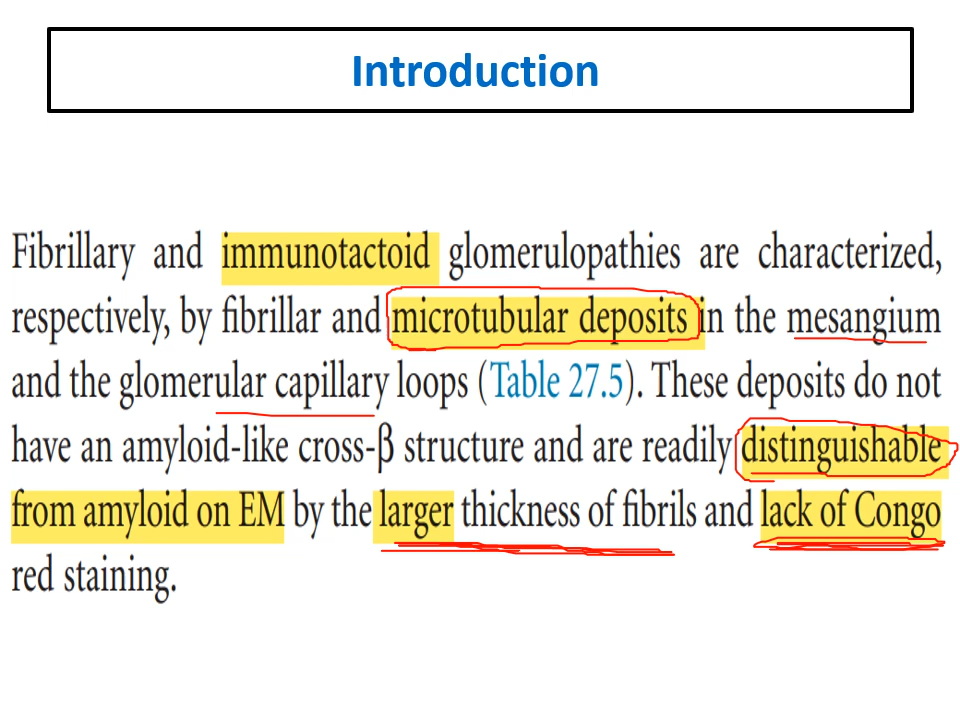 Introduction
Fibrillary and immunotactoid glomerulopathies are characterized,
respectively, by fibrillar and microtubular deposits in the mesangium
and the glomerular capillary loops (Table 27.5). These deposits do not
have an amyloid-like cross-β structure and are readily distinguishable
from amyloid on EM by the larger thickness of fibrils and lack of Congo
red staining.